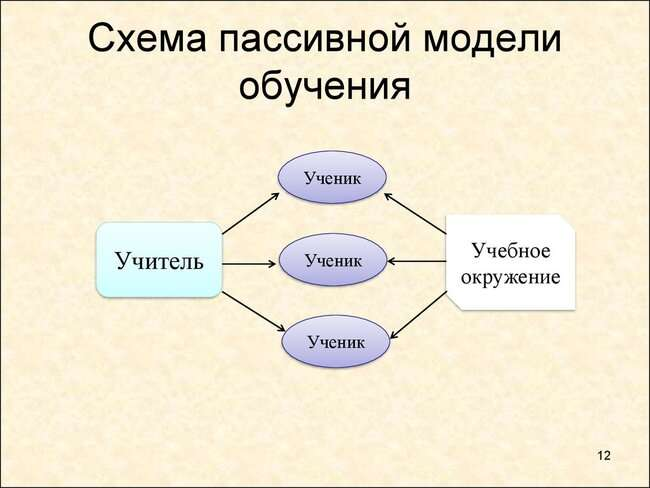 Схема пассивной модели
обучения
Ученик
Учитель
Ученик
Учебное
окружение
Ученик
12